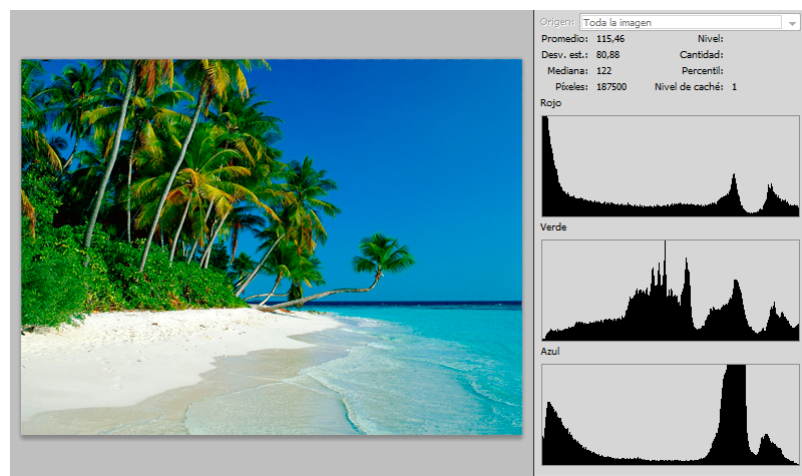 Origen: Toda la imagen
Promedio: 115,46 Nivel:
Desv. est.: 80,88 Cantidad:
Mediana: 122 Percentil:
Píxeles: 187500 Nivel de caché: 1
Rojo
Verde
Azul